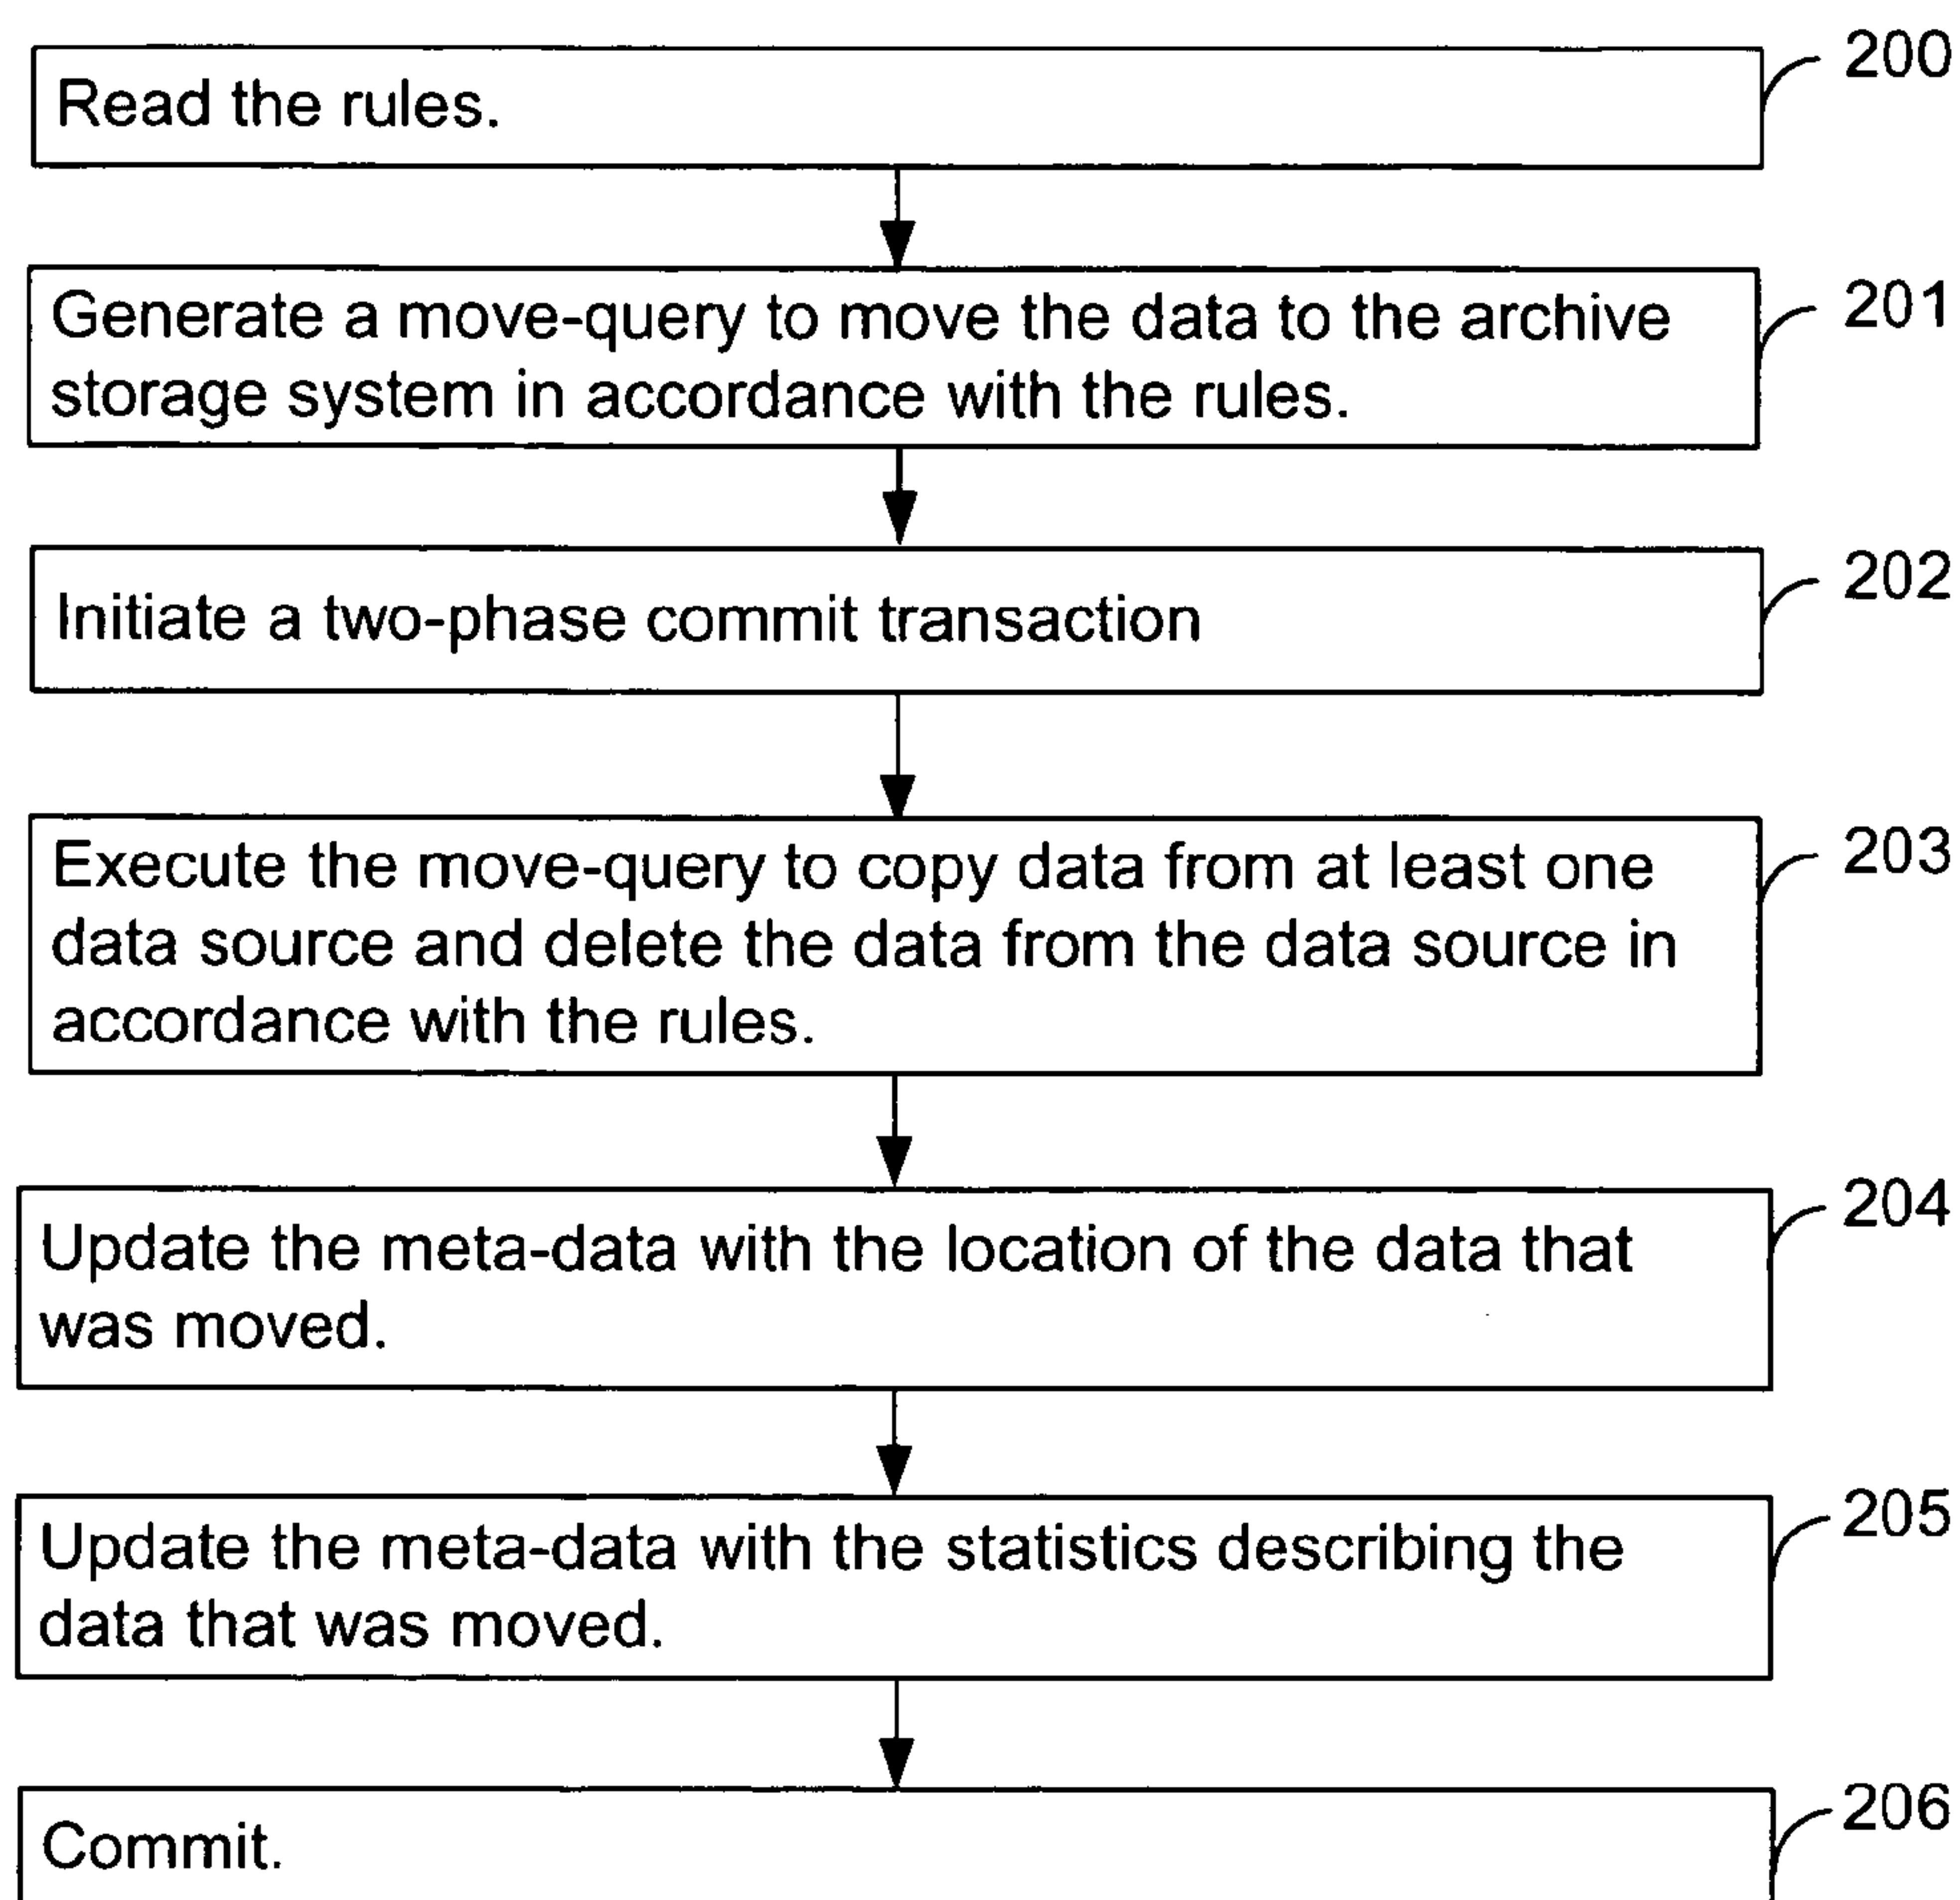 200
Read the rules.
201
Generate a move-query to move the data to the archive
storage system in accordance with the rules.
202
Initiate a two-phase commit transaction
203
Execute the move-query to copy data from at least one
data source and delete the data from the data source in
accordance with the rules.
204
Update the meta-data with the location of the data that
was moved.
205
Update the meta-data with the statistics describing the
data that was moved.
206
Commit.